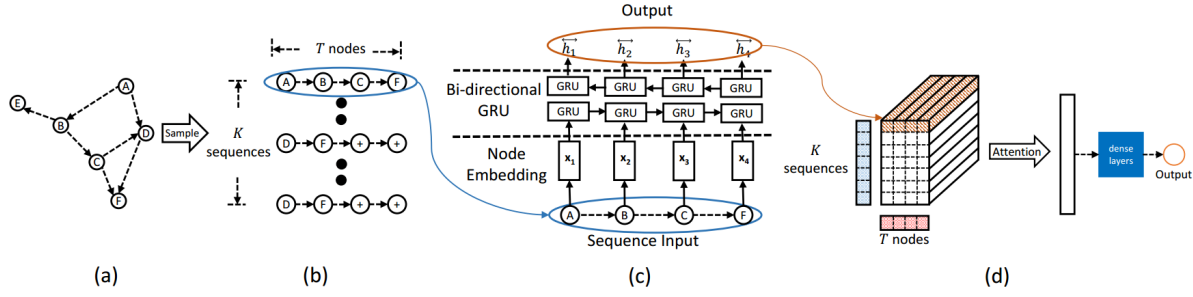 A
E
B
D
C
F
(a)
Sample
T nodes
K
sequences
A B C F
D F + +
D F + +
(b)
Output
h1 h2 h3 h4
Bi-directional
GRU
GRU GRU GRU GRU
GRU GRU GRU GRU
Node
Embedding
x1 x2 x3 x4
A B C F
Sequence Input
(c)
K
sequences
T nodes
Attention
dense
layers
Output
(d)